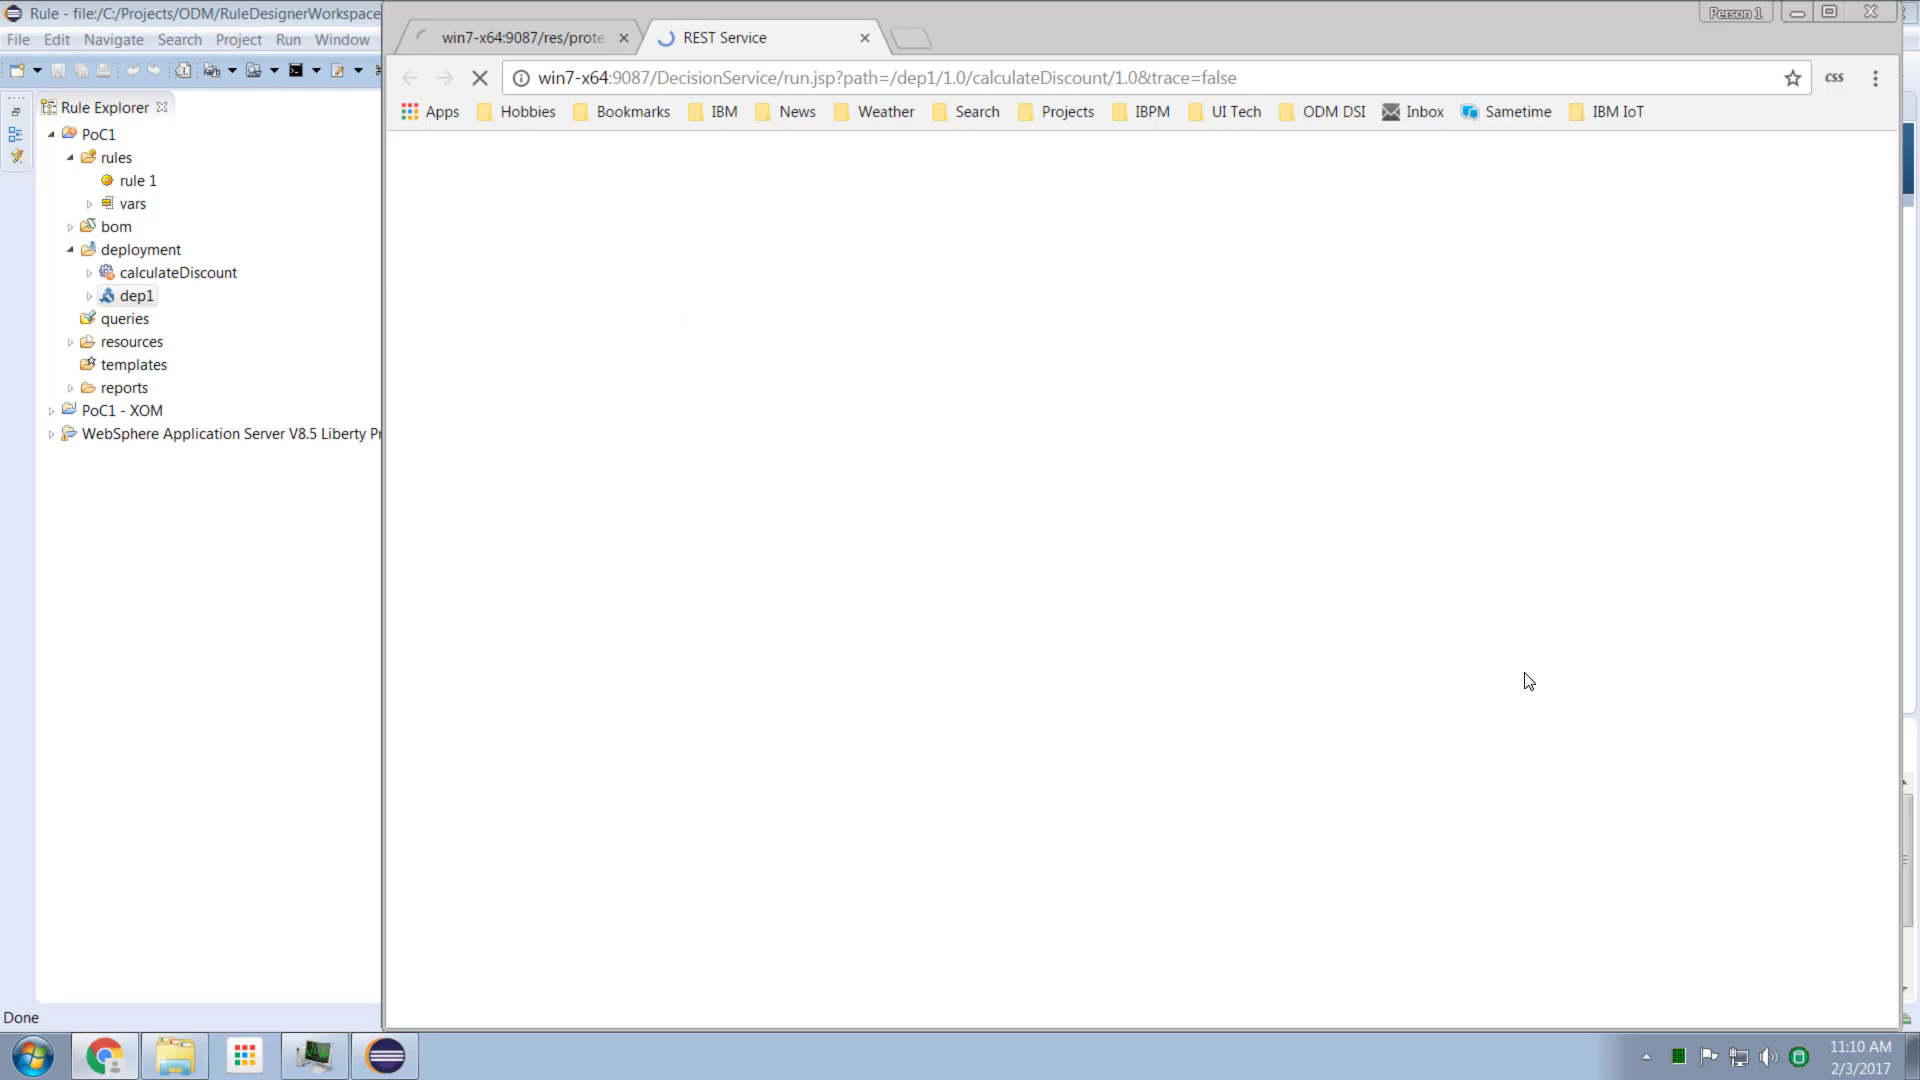 Rule - file:/C:/Projects/ODM/RuleDesignerWorkspace
File Edit Navigate Search Project Run Window
Rule Explorer
PoC1
rules
rule 1
vars
bom
deployment
calculateDiscount
dep1
queries
resources
templates
reports
PoC1 - XOM
WebSphere Application Server V8.5 Liberty Pr
Done
Person 1
win7-x64:9087/res/prote
REST Service
win7-x64:9087/DecisionService/run.jsp?path=/dep1/1.0/calculateDiscount/1.0&trace=false
css
Apps Hobbies Bookmarks IBM News Weather Search Projects IBPM UI Tech ODM DSI Inbox Sametime IBM IoT
11:10 AM
2/3/2017